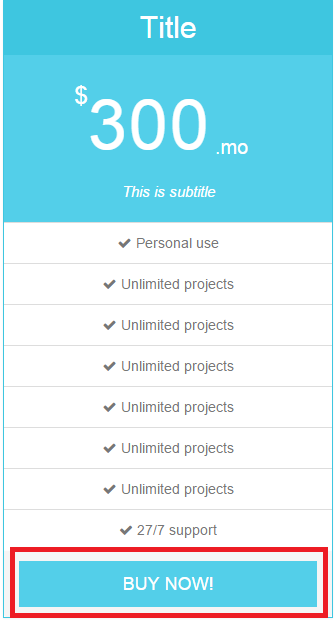 Title
$300 .mo
This is subtitle
✔ Personal use
✔ Unlimited projects
✔ Unlimited projects
✔ Unlimited projects
✔ Unlimited projects
✔ Unlimited projects
✔ Unlimited projects
✔ 27/7 support
BUY NOW!